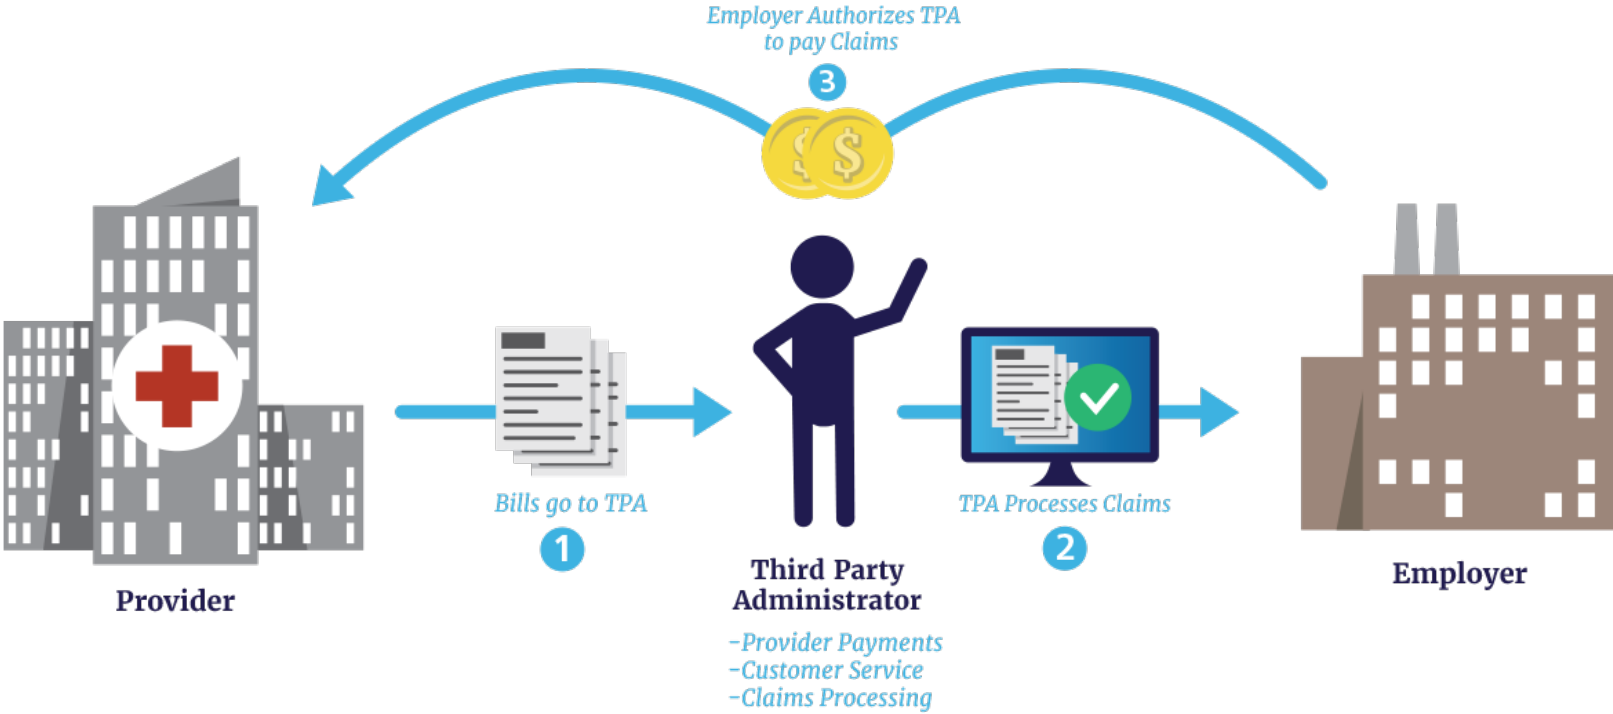 Employer Authorizes TPA
to pay Claims
3
$ $
Bills go to TPA
1
TPA Processes Claims
2
Provider
Third Party
Administrator
-Provider Payments
-Customer Service
-Claims Processing
Employer